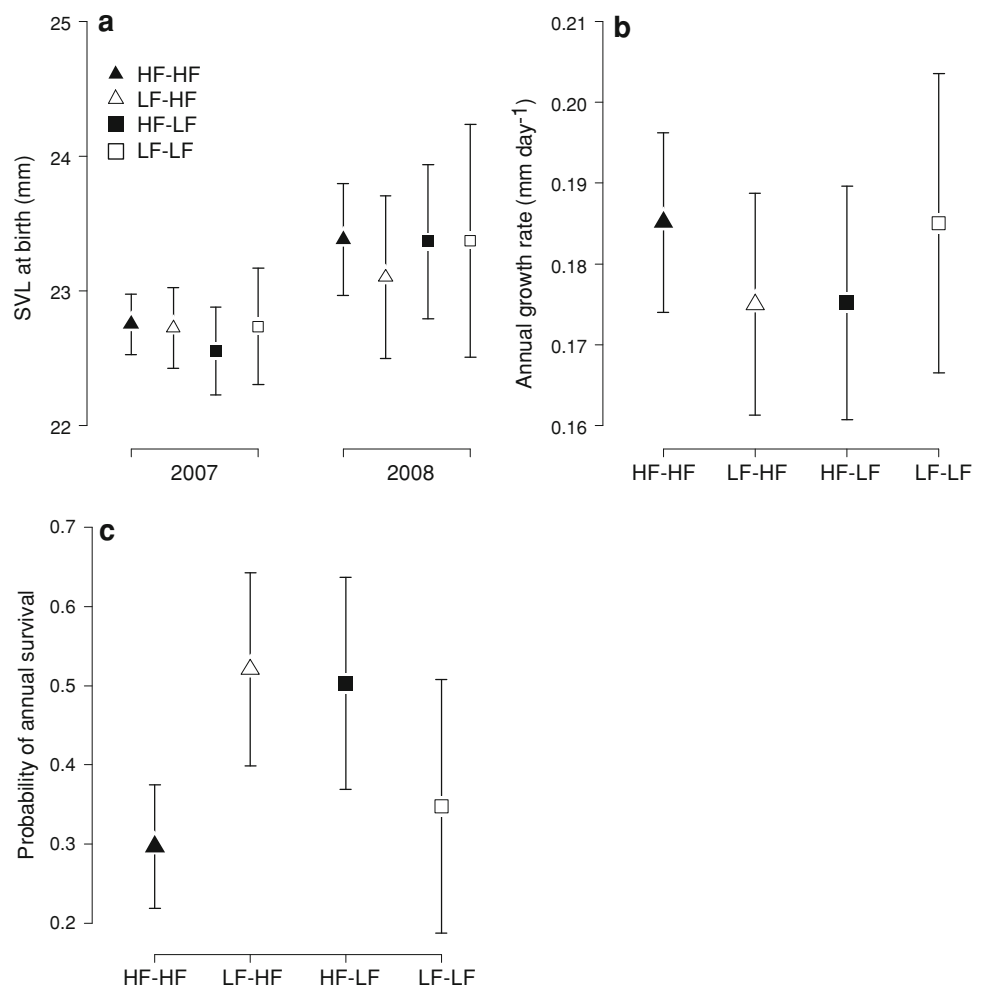 a
SVL at birth (mm)
25
24
23
22
HF-HF
LF-HF
HF-LF
LF-LF
2007 2008
b
Annual growth rate (mm day-1)
0.21
0.20
0.19
0.18
0.17
0.16
HF-HF LF-HF HF-LF LF-LF
c
Probability of annual survival
0.7
0.6
0.5
0.4
0.3
0.2
HF-HF LF-HF HF-LF LF-LF